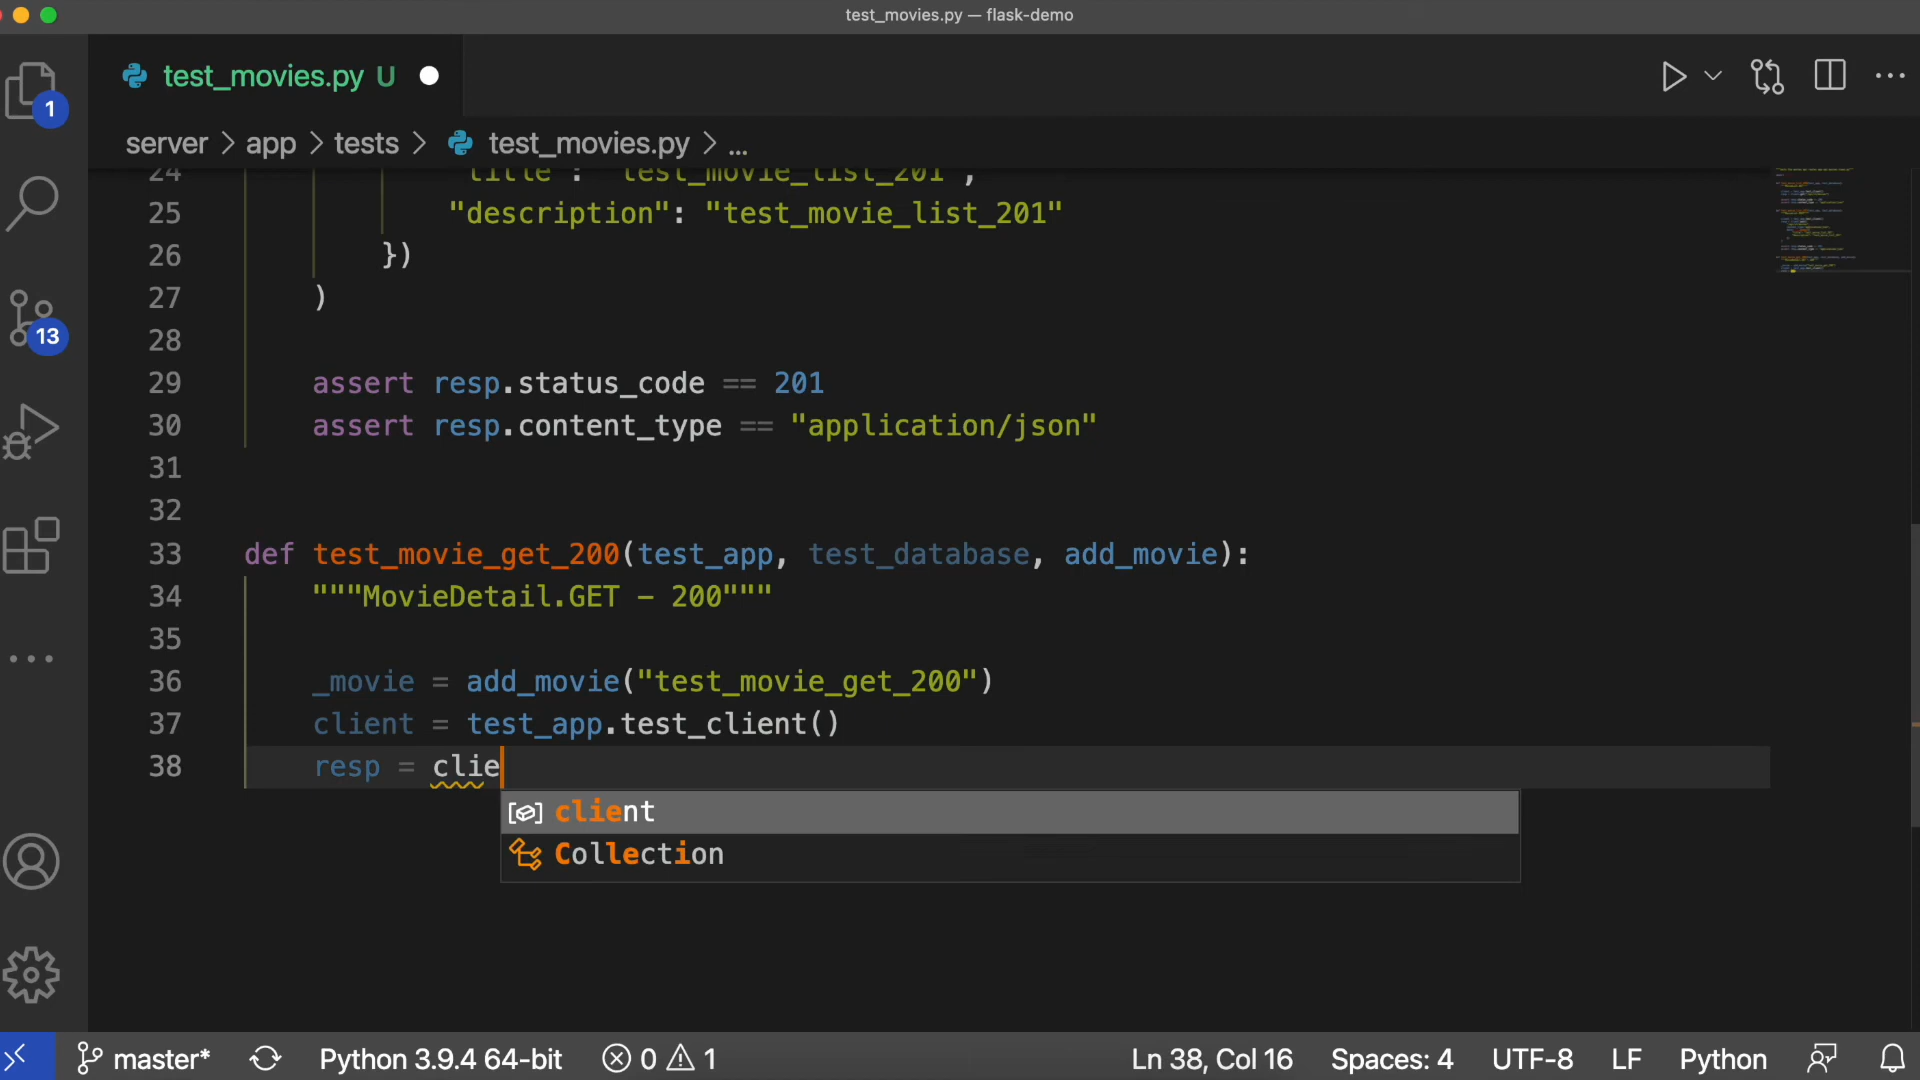 test_movies.py — flask-demo
test_movies.py U
1
server > app > tests > test_movies.py > ...
24 "title": "test_movie_list_201",
25 "description": "test_movie_list_201"
26 })
27 )
28
13
29 assert resp.status_code == 201
30 assert resp.content_type == "application/json"
31
32
33 def test_movie_get_200(test_app, test_database, add_movie):
34 """MovieDetail.GET - 200"""
35
36 _movie = add_movie("test_movie_get_200")
37 client = test_app.test_client()
38 resp = clie
client
Collection
master* Python 3.9.4 64-bit 0 1 Ln 38, Col 16 Spaces: 4 UTF-8 LF Python